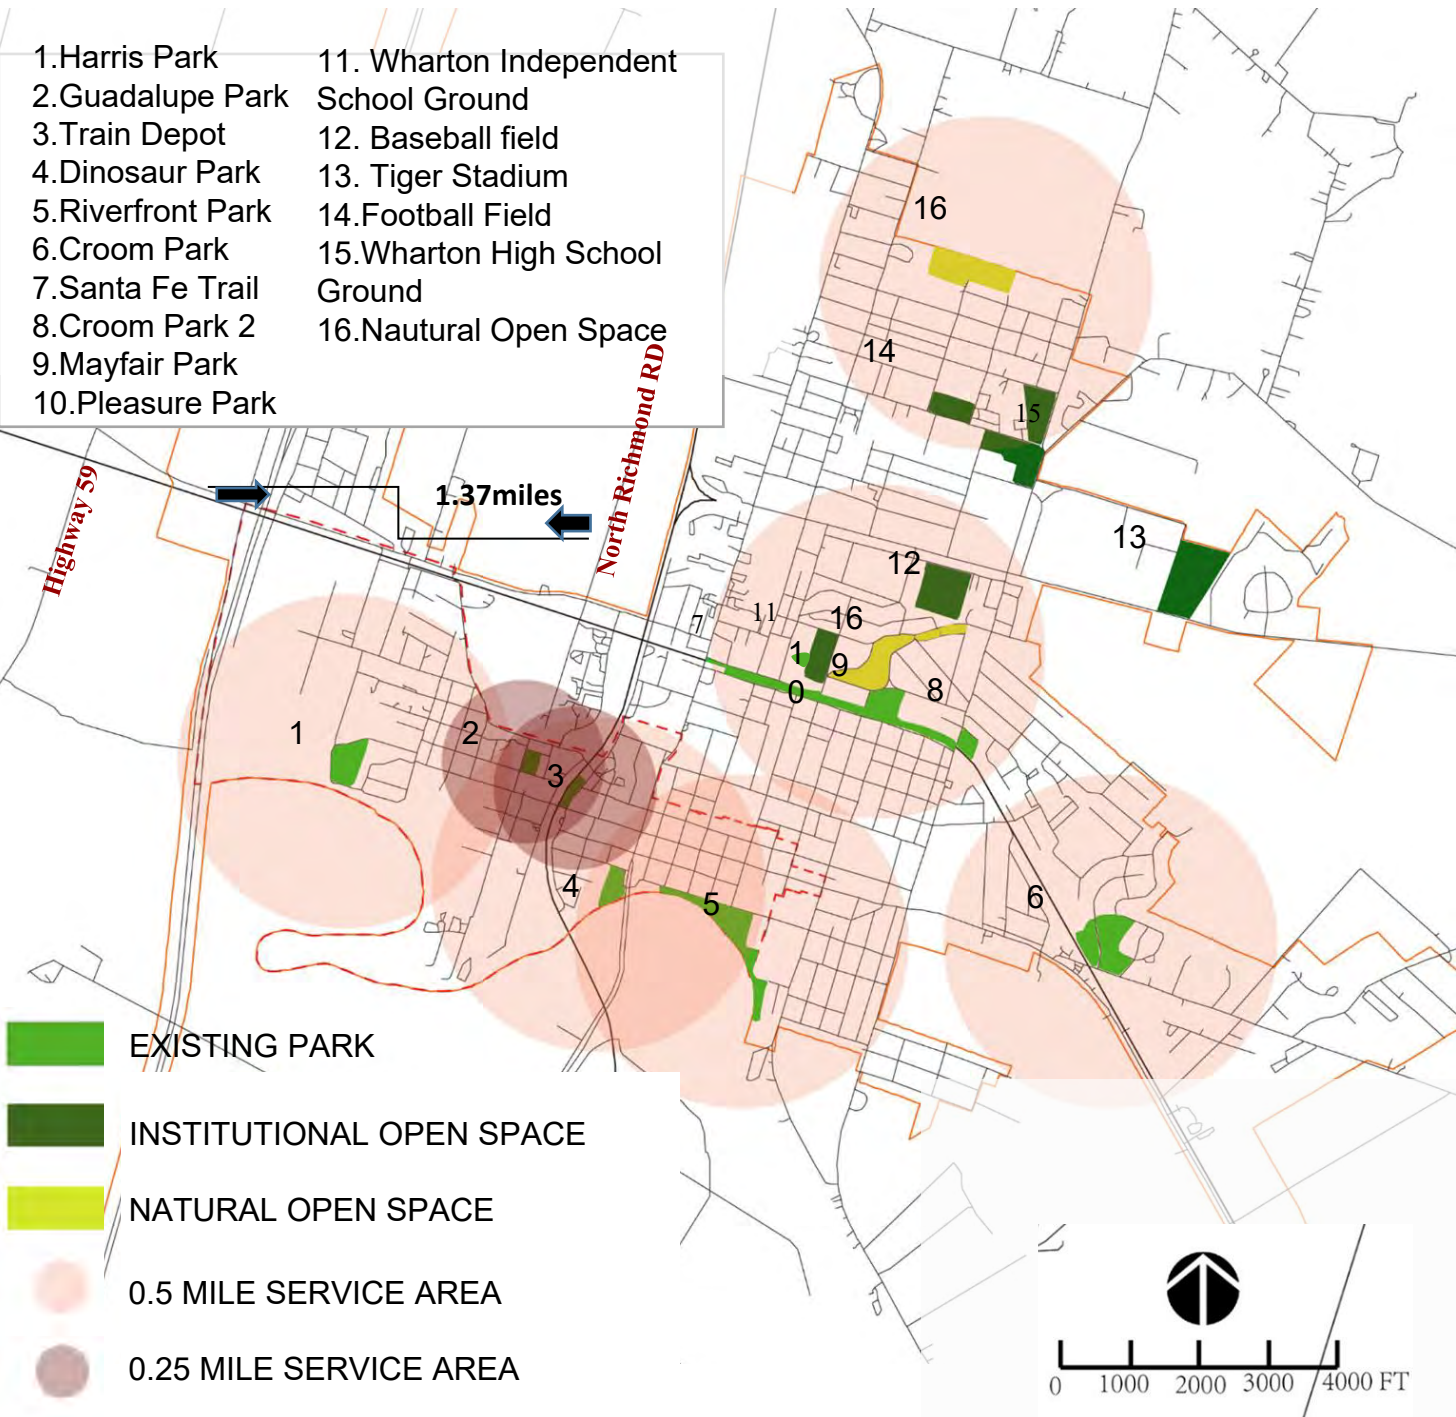 1.Harris Park
2.Guadalupe Park
3.Train Depot
4.Dinosaur Park
5.Riverfront Park
6.Croom Park
7.Santa Fe Trail
8.Croom Park 2
9.Mayfair Park
10.Pleasure Park
11. Wharton Independent
School Ground
12. Baseball field
13. Tiger Stadium
14.Football Field
15.Wharton High School
Ground
16.Nautural Open Space
Highway 59
1.37miles
North Richmond RD
16
14
15
13
12
11
7
16
1
0
9
8
1
2
3
4
5
6
EXISTING PARK
INSTITUTIONAL OPEN SPACE
NATURAL OPEN SPACE
0.5 MILE SERVICE AREA
0.25 MILE SERVICE AREA
0 1000 2000 3000 4000 FT